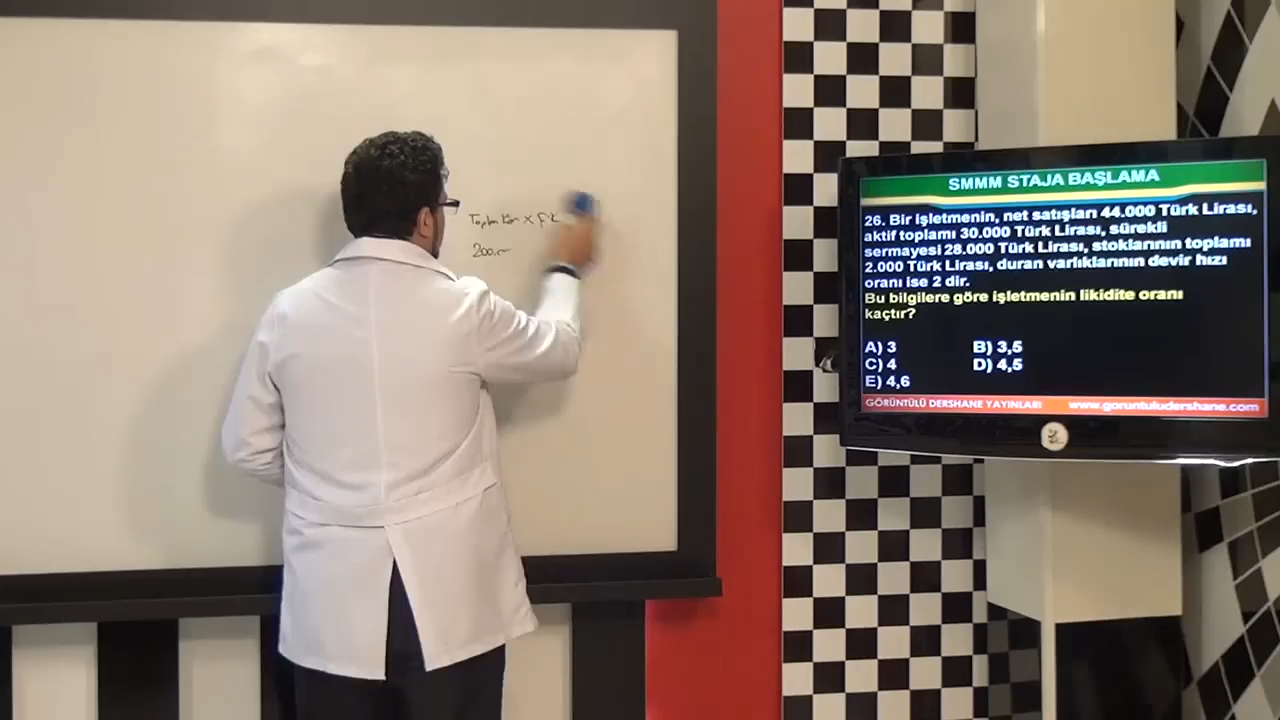 Toplam Kar x F.K
200.
SMMM STAJA BAŞLAMA
26. Bir işletmenin, net satışları 44.000 Türk Lirası,
aktif toplamı 30.000 Türk Lirası, sürekli
sermayesi 28.000 Türk Lirası, stoklarının toplamı
2.000 Türk Lirası, duran varlıklarının devir hızı
oranı ise 2 dir.
Bu bilgilere göre işletmenin likidite oranı
kaçtır?
A) 3 B) 3,5
C) 4 D) 4,5
E) 4,6
GÖRÜNTÜLÜ DERSHANE YAYINLARI www.goruntuludershane.com